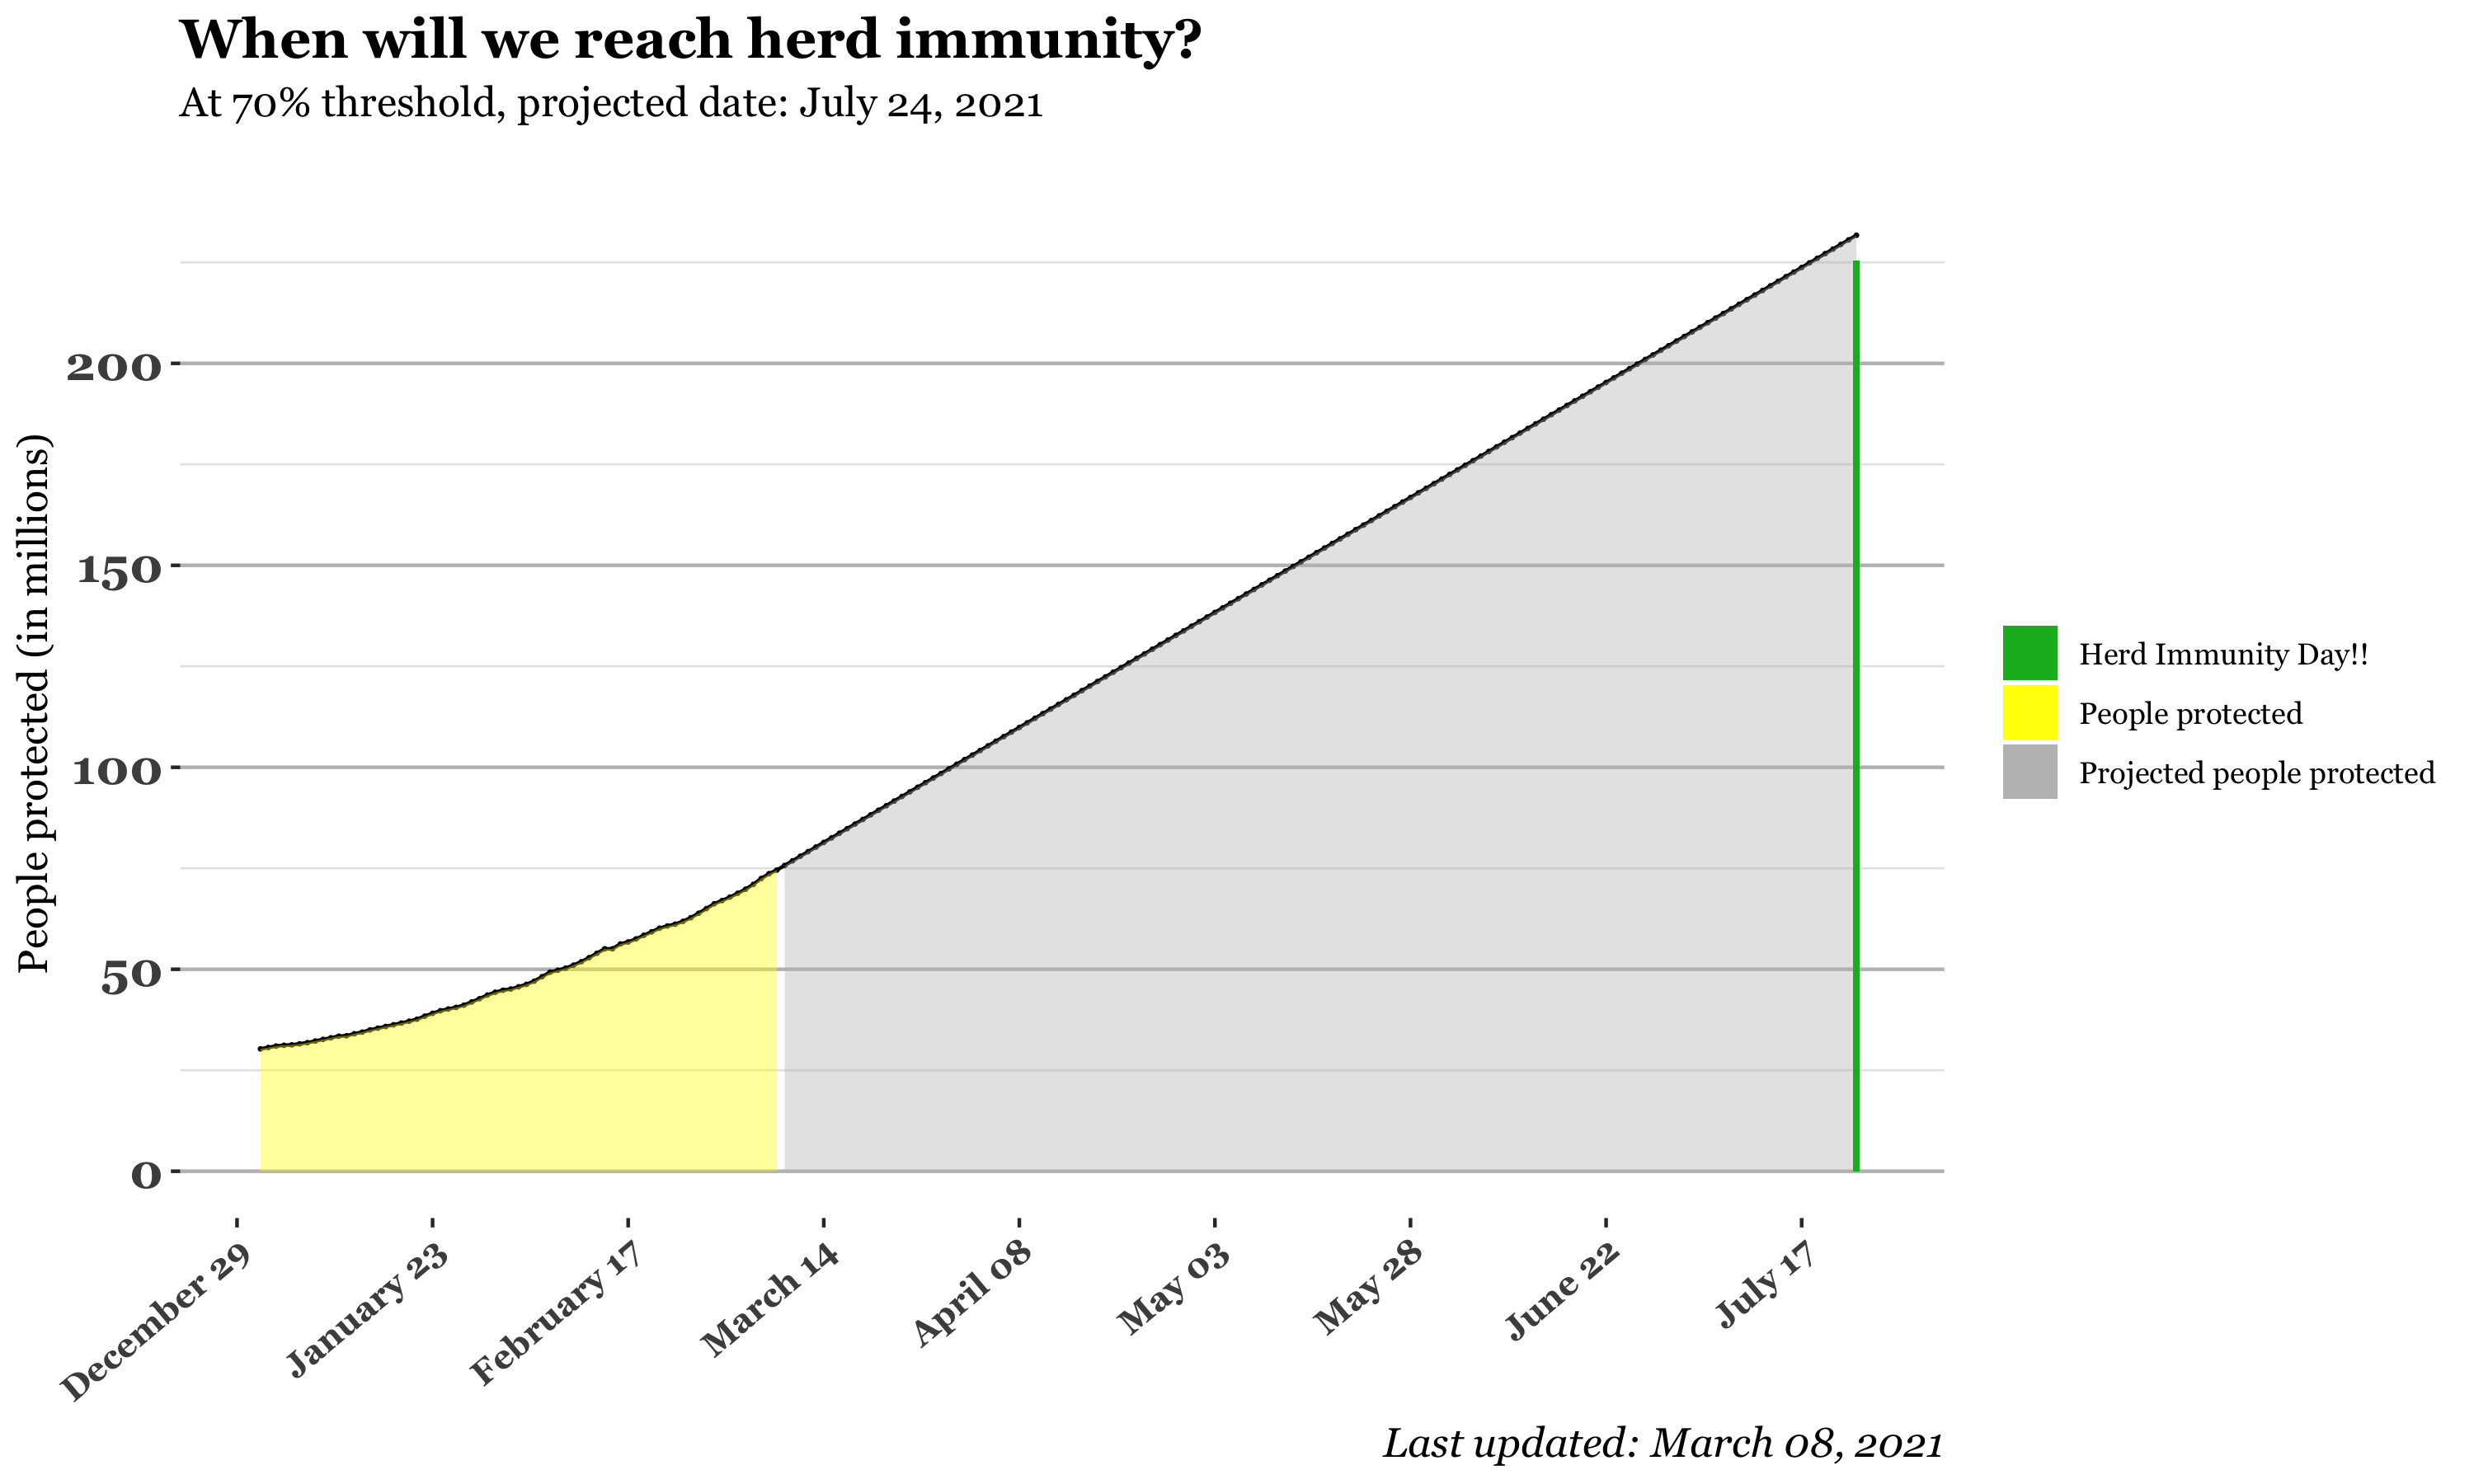 When will we reach herd immunity?
At 70% threshold, projected date: July 24, 2021
People protected (in millions)
200
150
100
50
0
December 29
January 23
February 17
March 14
April 08
May 03
May 28
June 22
July 17
Herd Immunity Day!!
People protected
Projected people protected
Last updated: March 08, 2021